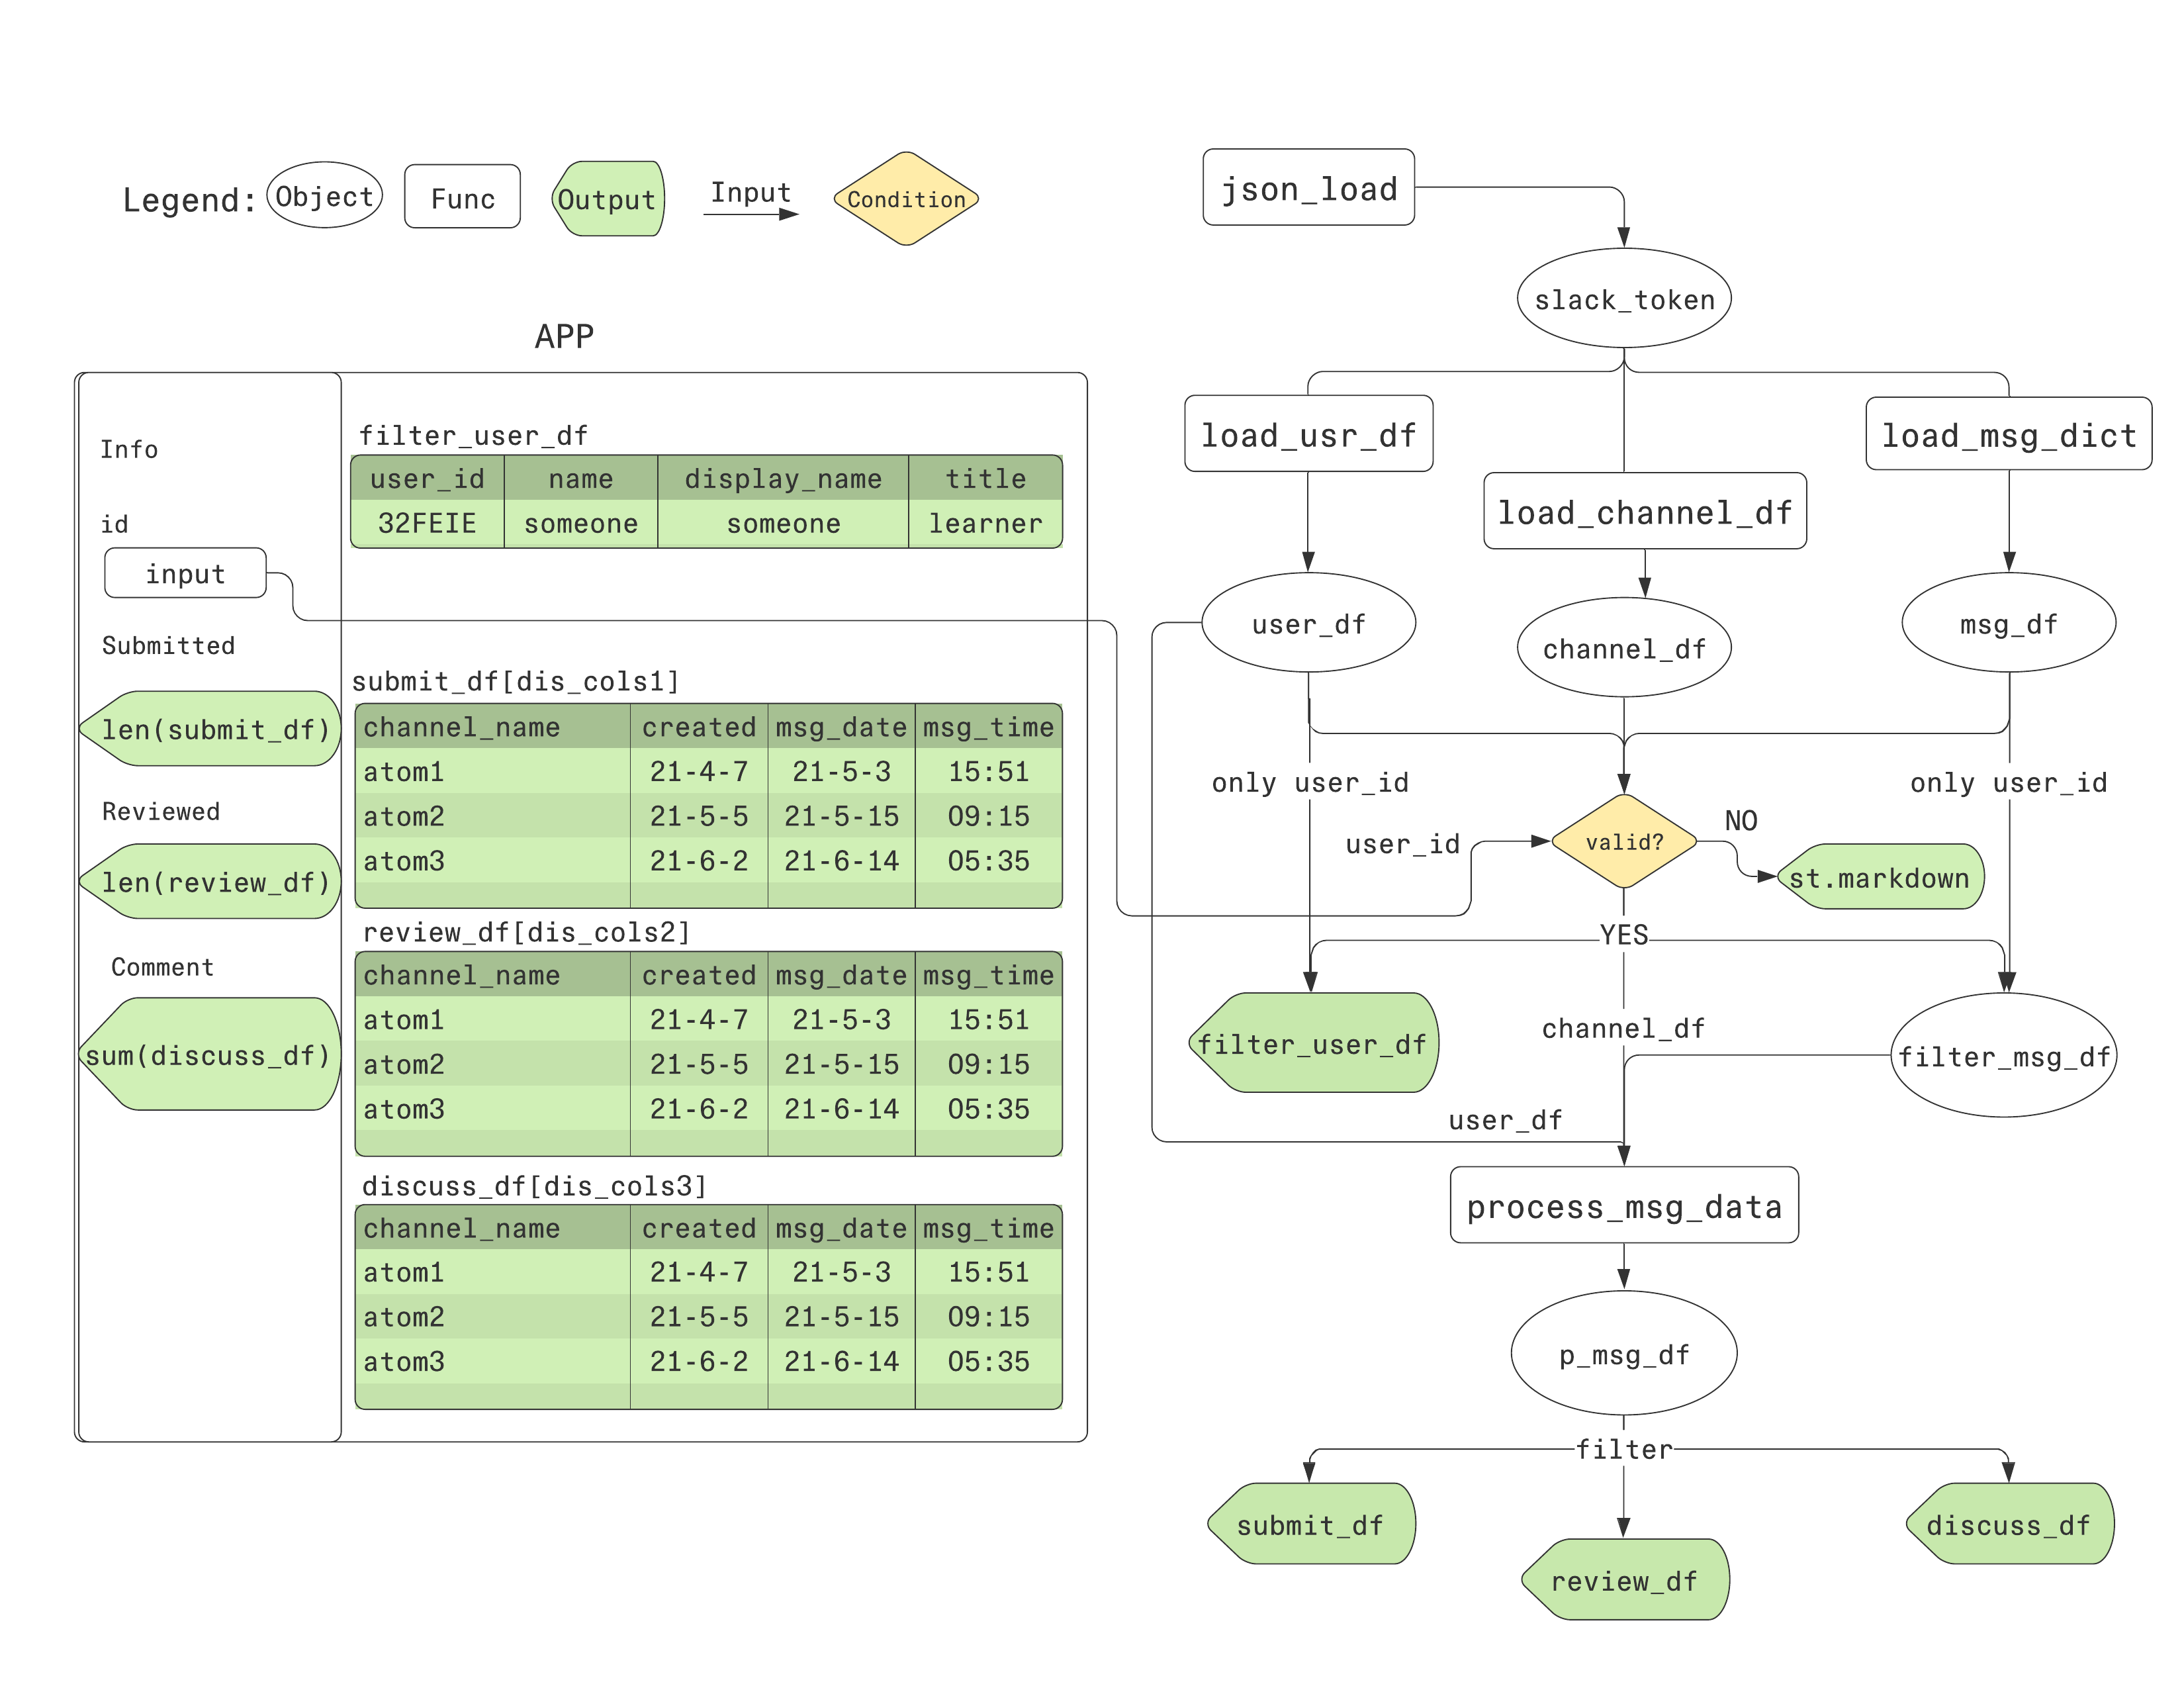 Legend:
Object
Func
Output
Input
Condition
APP
Info
id
input
Submitted
len(submit_df)
Reviewed
len(review_df)
Comment
sum(discuss_df)
filter_user_df
user_id name display_name title
32FEIE someone someone learner
submit_df[dis_cols1]
channel_name created msg_date msg_time
atom1 21-4-7 21-5-3 15:51
atom2 21-5-5 21-5-15 09:15
atom3 21-6-2 21-6-14 05:35
review_df[dis_cols2]
channel_name created msg_date msg_time
atom1 21-4-7 21-5-3 15:51
atom2 21-5-5 21-5-15 09:15
atom3 21-6-2 21-6-14 05:35
discuss_df[dis_cols3]
channel_name created msg_date msg_time
atom1 21-4-7 21-5-3 15:51
atom2 21-5-5 21-5-15 09:15
atom3 21-6-2 21-6-14 05:35
json_load
slack_token
load_usr_df
load_msg_dict
load_channel_df
user_df
channel_df
msg_df
only user_id
only user_id
user_id
valid?
NO
st.markdown
YES
filter_user_df
channel_df
filter_msg_df
user_df
process_msg_data
p_msg_df
filter
submit_df
review_df
discuss_df